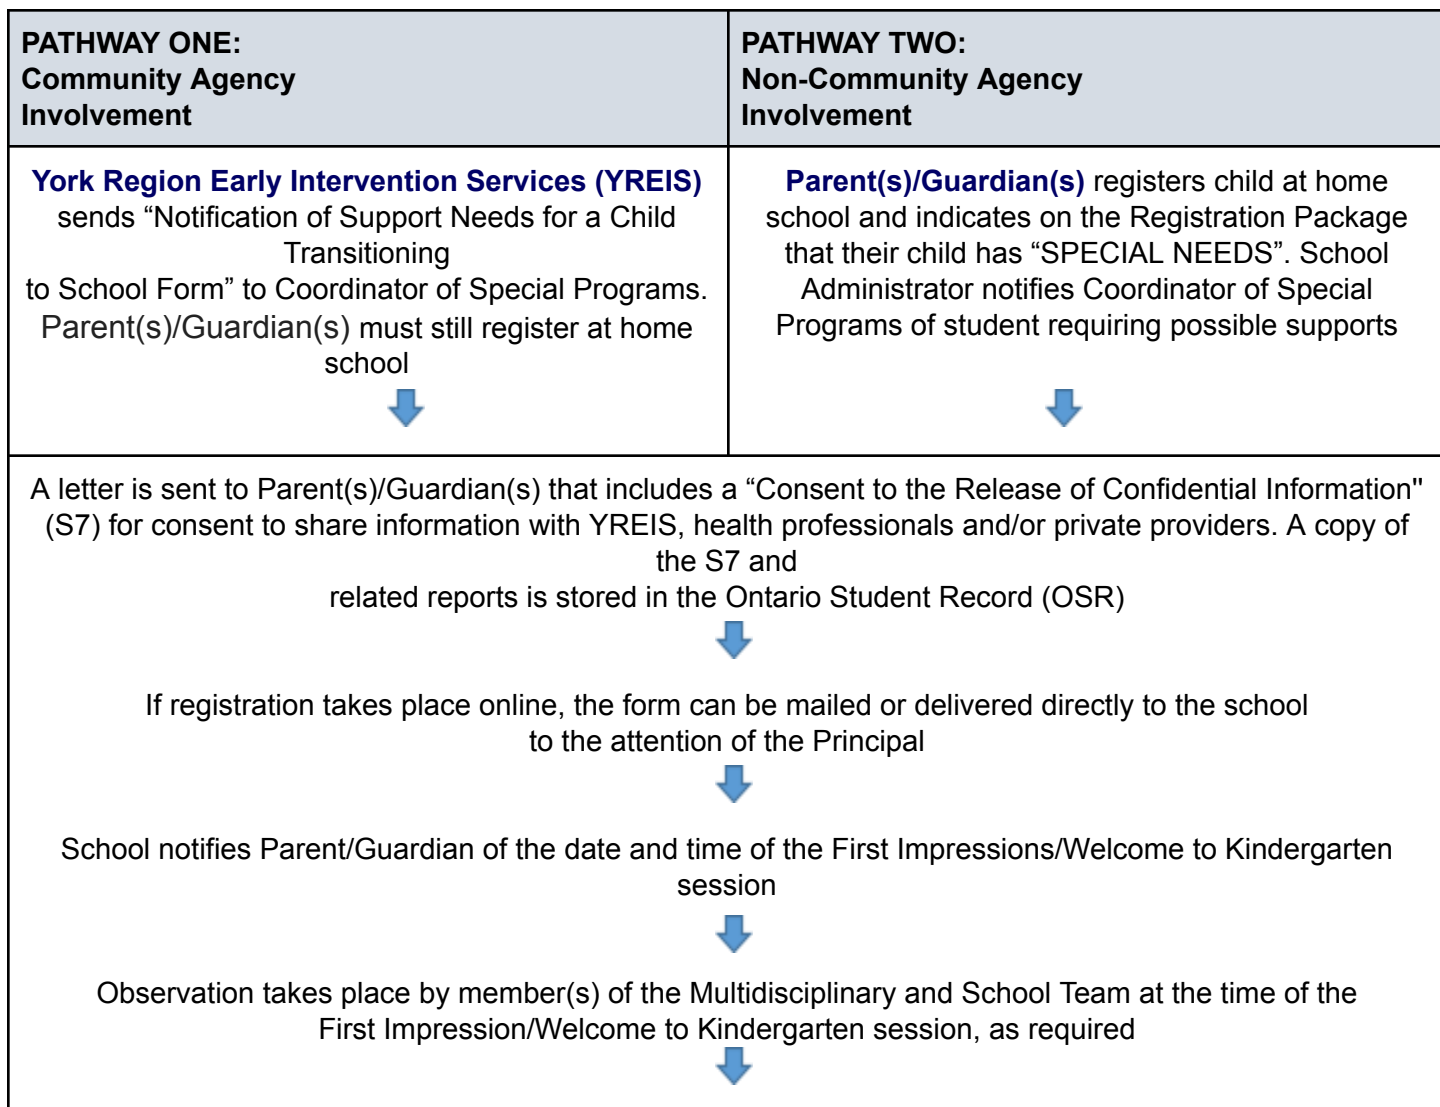 PATHWAY ONE:
Community Agency
Involvement
PATHWAY TWO:
Non-Community Agency
Involvement
York Region Early Intervention Services (YREIS)
sends “Notification of Support Needs for a Child
Transitioning
to School Form” to Coordinator of Special Programs.
Parent(s)/Guardian(s) must still register at home
school
Parent(s)/Guardian(s) registers child at home
school and indicates on the Registration Package
that their child has “SPECIAL NEEDS”. School
Administrator notifies Coordinator of Special
Programs of student requiring possible supports
A letter is sent to Parent(s)/Guardian(s) that includes a “Consent to the Release of Confidential Information"
(S7) for consent to share information with YREIS, health professionals and/or private providers. A copy of
the S7 and
related reports is stored in the Ontario Student Record (OSR)
If registration takes place online, the form can be mailed or delivered directly to the school
to the attention of the Principal
School notifies Parent/Guardian of the date and time of the First Impressions/Welcome to Kindergarten
session
Observation takes place by member(s) of the Multidisciplinary and School Team at the time of the
First Impression/Welcome to Kindergarten session, as required